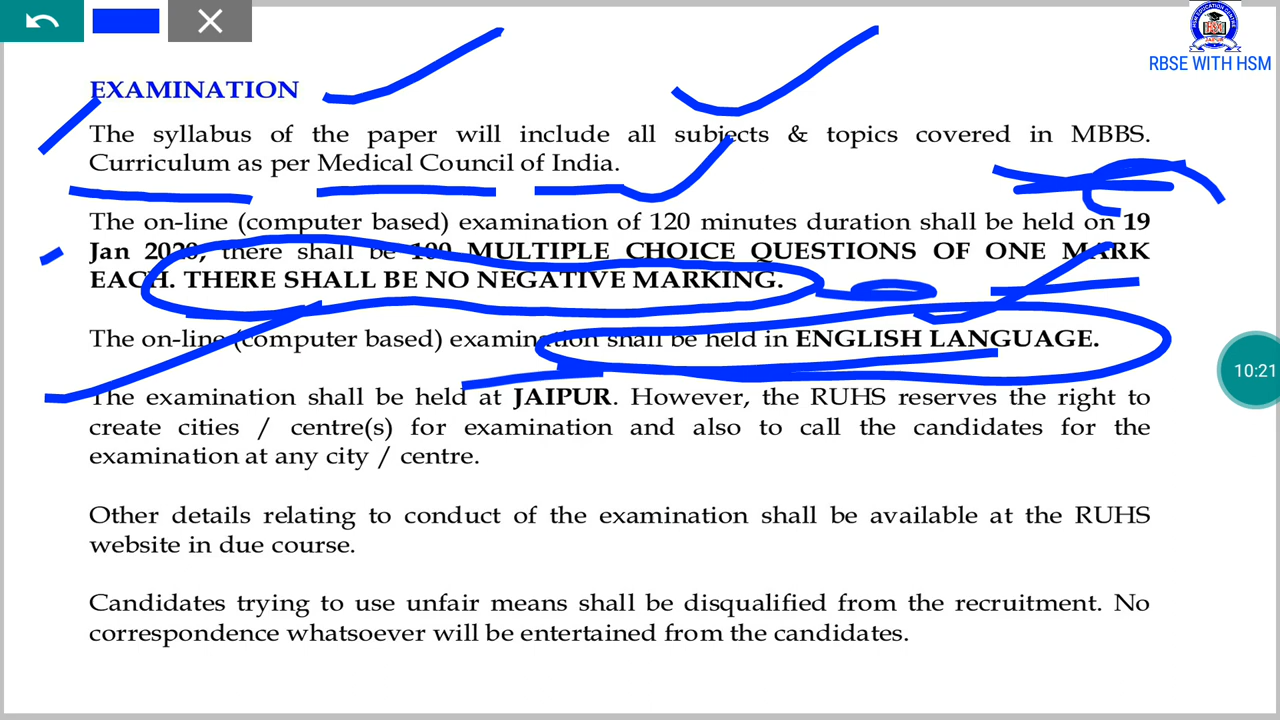 RBSE WITH HSM
EXAMINATION
The syllabus of the paper will include all subjects & topics covered in MBBS.
Curriculum as per Medical Council of India.
The on-line (computer based) examination of 120 minutes duration shall be held on 19
Jan 2020, there shall be 100 MULTIPLE CHOICE QUESTIONS OF ONE MARK
EACH. THERE SHALL BE NO NEGATIVE MARKING.
The on-line (computer based) examination shall be held in ENGLISH LANGUAGE.
10:21
The examination shall be held at JAIPUR. However, the RUHS reserves the right to
create cities / centre(s) for examination and also to call the candidates for the
examination at any city / centre.
Other details relating to conduct of the examination shall be available at the RUHS
website in due course.
Candidates trying to use unfair means shall be disqualified from the recruitment. No
correspondence whatsoever will be entertained from the candidates.